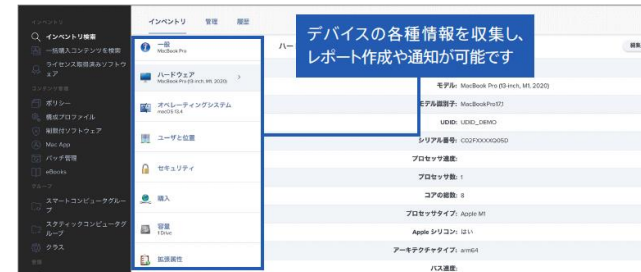 インベントリ
インベントリ検索
一括購入コンテンツを検索
ライセンス取得済みソフトウ
ェア
コンテンツ管理
ポリシー
構成プロファイル
制限付ソフトウェア
Mac App
パッチ管理
eBooks
グループ
スマートコンピュータグルー
プ
スタティックコンピュータグ
ループ
クラス
登録
インベントリ 管理 履歴
一般
MacBook Pro
ハードウェア
MacBook Pro (13-inch, M1, 2020)
オペレーティングシステム
macOS 13.4
ユーザと位置
セキュリティ
購入
容量
1 Drive
拡張属性
デバイスの各種情報を収集し、
レポート作成や通知が可能です
ハー
編集
モデル: MacBook Pro (13-inch, M1, 2020)
モデル識別子: MacBookPro17,1
UDID: UDID_DEMO
シリアル番号: C02FXXXXQ05D
プロセッサ速度:
プロセッサ数: 1
コアの総数: 8
プロセッサタイプ: Apple M1
Apple シリコン: はい
アーキテクチャタイプ: arm64
バス速度: